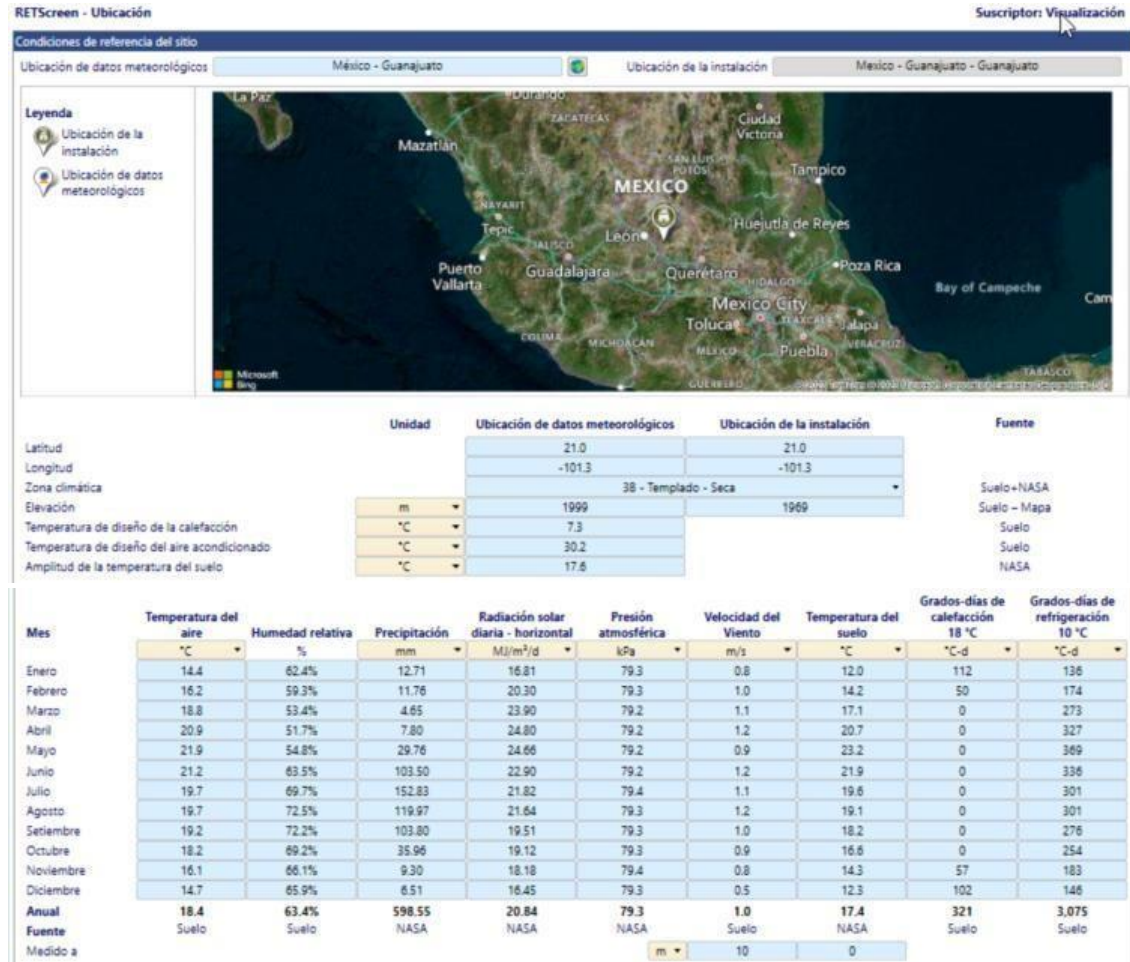 RETScreen - Ubicación Suscriptor: Visualización
Condiciones de referencia del sitio
Ubicación de datos meteorológicos México - Guanajuato Ubicación de la instalación Mexico - Guanajuato - Guanajuato
Leyenda
Ubicación de la instalación
Ubicación de datos meteorológicos
La Paz
Durango
ZACATECAS
Ciudad Victoria
Mazatlán
SAN LUIS POTOSÍ
Tampico
MEXICO
NAYARIT
Tepic
León
Huejutla de Reyes
JALISCO
Puerto Vallarta
Guadalajara
Querétaro
HIDALGO
Poza Rica
Bay of Campeche
Mexico City
Cam
Toluca
TLAXCALA
Jalapa
COLIMA
MICHOACÁN
MEXICO
Puebla
VERACRUZ
TABASCO
GUERRERO
Microsoft Bing
Unidad Ubicación de datos meteorológicos Ubicación de la instalación Fuente
Latitud 21.0 21.0
Longitud -101.3 -101.3
Zona climática 3B - Templado - Seca Suelo+NASA
Elevación m 1999 1969 Suelo – Mapa
Temperatura de diseño de la calefacción °C 7.3 Suelo
Temperatura de diseño del aire acondicionado °C 30.2 Suelo
Amplitud de la temperatura del suelo °C 17.6 NASA
Mes Temperatura del aire Humedad relativa Precipitación Radiación solar diaria - horizontal Presión atmosférica Velocidad del Viento Temperatura del suelo Grados-días de calefacción 18 °C Grados-días de refrigeración 10 °C
°C % mm MJ/m²/d kPa m/s °C °C-d °C-d
Enero 14.4 62.4% 12.71 16.81 79.3 0.8 12.0 112 136
Febrero 16.2 59.3% 11.76 20.30 79.3 1.0 14.2 50 174
Marzo 18.8 53.4% 4.65 23.90 79.2 1.1 17.1 0 273
Abril 20.9 51.7% 7.80 24.80 79.2 1.2 20.7 0 327
Mayo 21.9 54.8% 29.76 24.66 79.2 0.9 23.2 0 369
Junio 21.2 63.5% 103.50 22.90 79.2 1.2 21.9 0 336
Julio 19.7 69.7% 152.83 21.82 79.4 1.1 19.6 0 301
Agosto 19.7 72.5% 119.97 21.64 79.3 1.2 19.1 0 301
Setiembre 19.2 72.2% 103.80 19.51 79.3 1.0 18.2 0 276
Octubre 18.2 69.2% 35.96 19.12 79.3 0.9 16.6 0 254
Noviembre 16.1 66.1% 9.30 18.18 79.4 0.8 14.3 57 183
Diciembre 14.7 65.9% 6.51 16.45 79.3 0.5 12.3 102 146
Anual 18.4 63.4% 598.55 20.84 79.3 1.0 17.4 321 3,075
Fuente Suelo Suelo NASA NASA NASA Suelo NASA Suelo Suelo
Medido a m 10 0